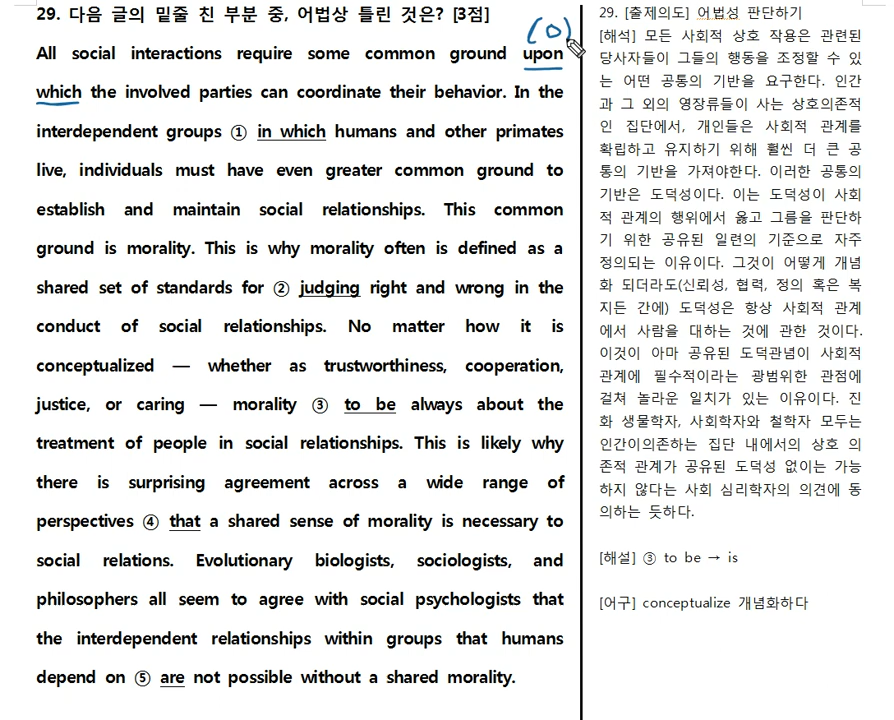 29. 다음 글의 밑줄 친 부분 중, 어법상 틀린 것은? [3점]
(O)
All social interactions require some common ground upon
which the involved parties can coordinate their behavior. In the
interdependent groups ① in which humans and other primates
live, individuals must have even greater common ground to
establish and maintain social relationships. This common
ground is morality. This is why morality often is defined as a
shared set of standards for ② judging right and wrong in the
conduct of social relationships. No matter how it is
conceptualized — whether as trustworthiness, cooperation,
justice, or caring — morality ③ to be always about the
treatment of people in social relationships. This is likely why
there is surprising agreement across a wide range of
perspectives ④ that a shared sense of morality is necessary to
social relations. Evolutionary biologists, sociologists, and
philosophers all seem to agree with social psychologists that
the interdependent relationships within groups that humans
depend on ⑤ are not possible without a shared morality.
29. [출제의도] 어법성 판단하기
[해석] 모든 사회적 상호 작용은 관련된
당사자들이 그들의 행동을 조정할 수 있
는 어떤 공통의 기반을 요구한다. 인간
과 그 외의 영장류들이 사는 상호의존적
인 집단에서, 개인들은 사회적 관계를
확립하고 유지하기 위해 훨씬 더 큰 공
통의 기반을 가져야한다. 이러한 공통의
기반은 도덕성이다. 이는 도덕성이 사회
적 관계의 행위에서 옳고 그름을 판단하
기 위한 공유된 일련의 기준으로 자주
정의되는 이유이다. 그것이 어떻게 개념
화 되더라도(신뢰성, 협력, 정의 혹은 복
지든 간에) 도덕성은 항상 사회적 관계
에서 사람을 대하는 것에 관한 것이다.
이것이 아마 공유된 도덕관념이 사회적
관계에 필수적이라는 광범위한 관점에
걸쳐 놀라운 일치가 있는 이유이다. 진
화 생물학자, 사회학자와 철학자 모두는
인간이의존하는 집단 내에서의 상호 의
존적 관계가 공유된 도덕성 없이는 가능
하지 않다는 사회 심리학자의 의견에 동
의하는 듯하다.
[해설] ③ to be → is
[어구] conceptualize 개념화하다